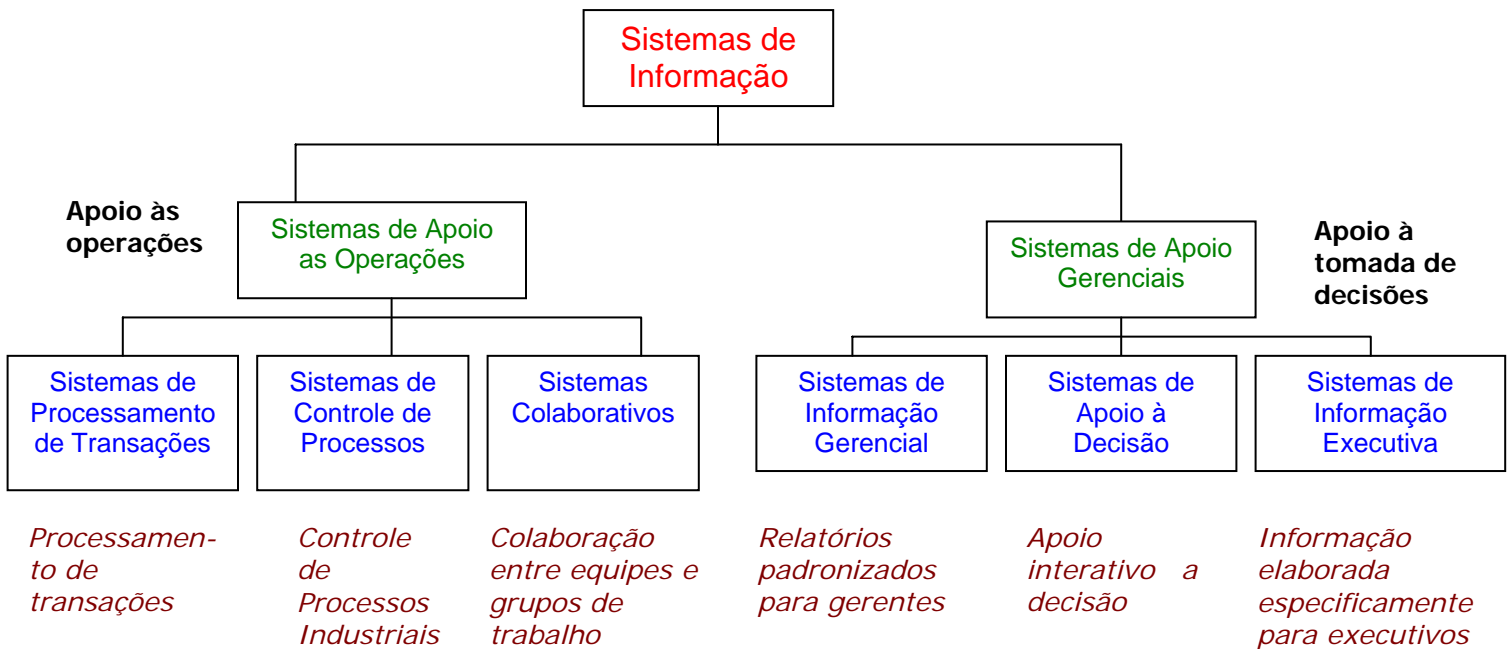 Sistemas de
Informação
Apoio às
operações
Sistemas de Apoio
as Operações
Sistemas de Apoio
Gerenciais
Apoio à
tomada de
decisões
Sistemas de
Processamento
de Transações
Sistemas de
Controle de
Processos
Sistemas
Colaborativos
Sistemas de
Informação
Gerencial
Sistemas de
Apoio à
Decisão
Sistemas de
Informação
Executiva
Processamen-
to de
transações
Controle
de
Processos
Industriais
Colaboração
entre equipes e
grupos de
trabalho
Relatórios
padronizados
para gerentes
Apoio
interativo a
decisão
Informação
elaborada
especificamente
para executivos